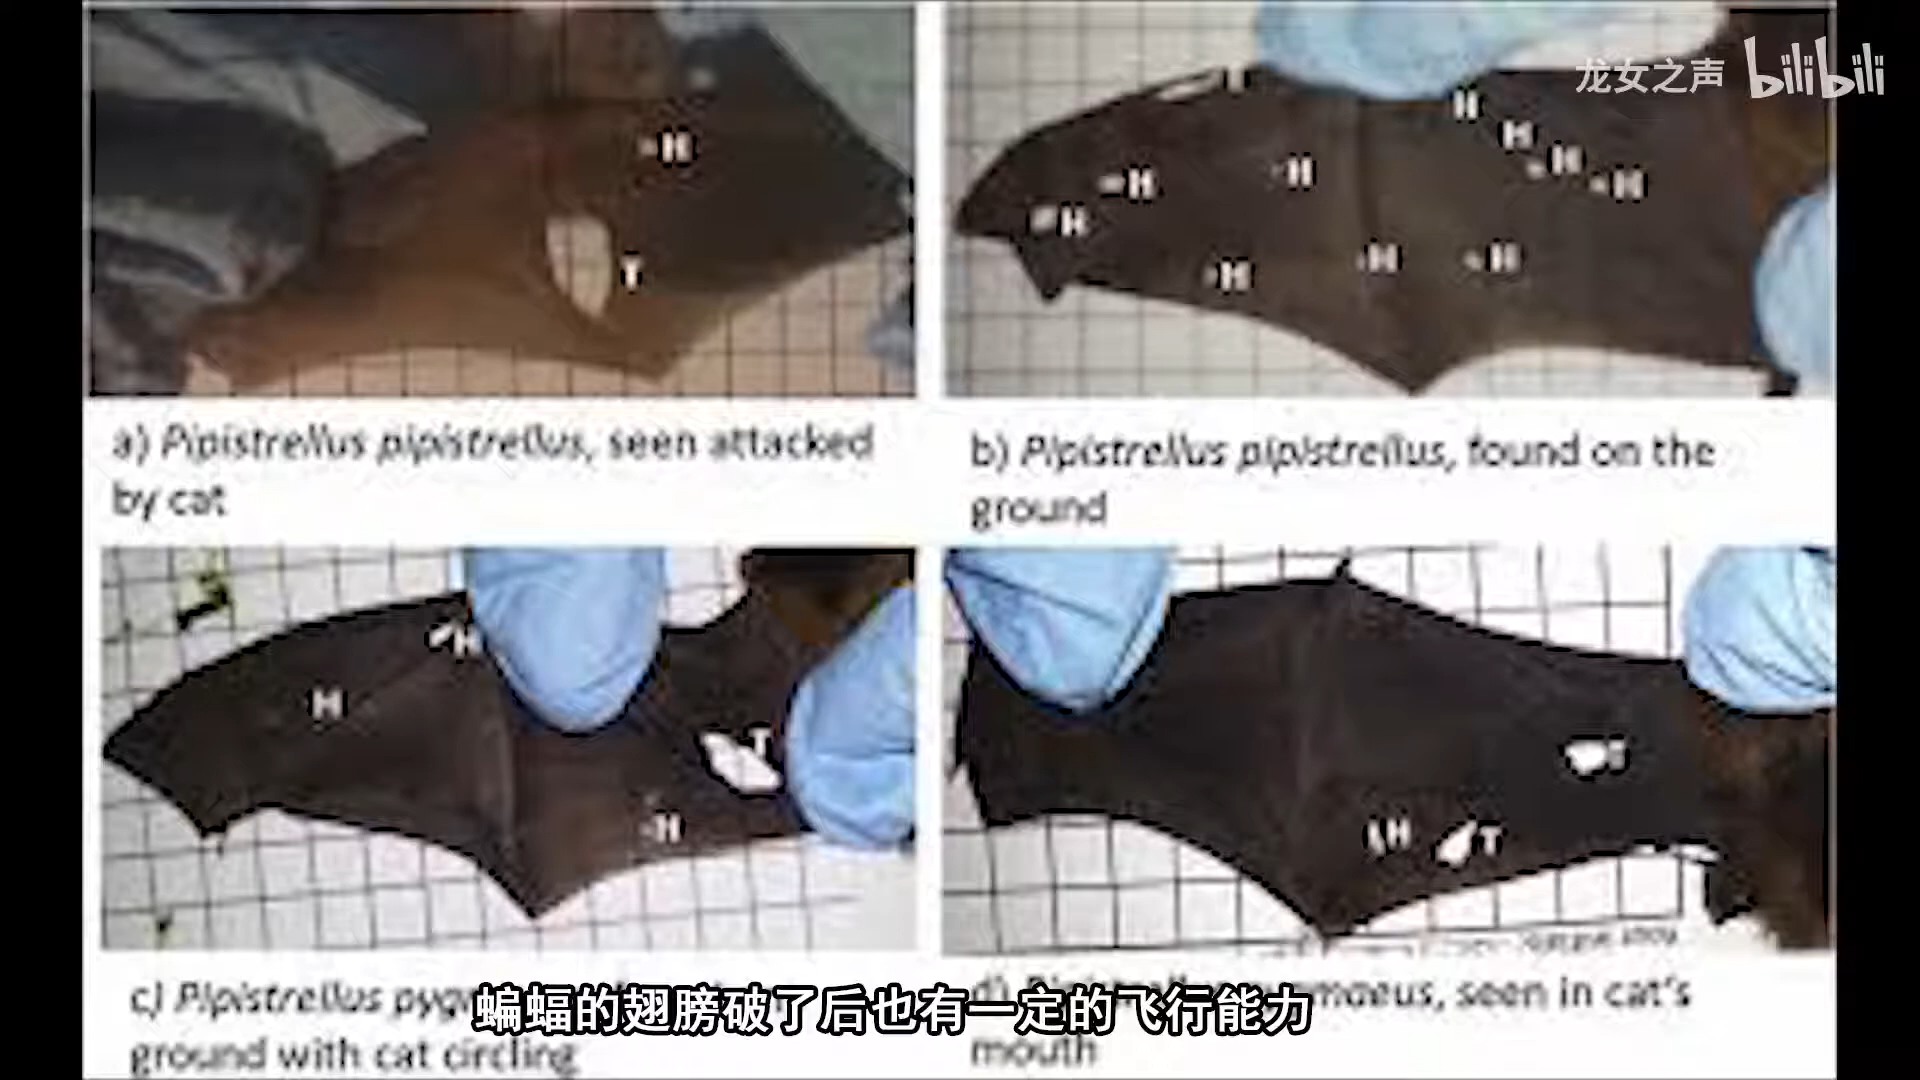 龙女之声 bilibili
H
T
T
H
H
H
H
H
H
H
H
H
H
H
a) Pipistrellus pipistrellus, seen attacked
by cat
b) Pipistrellus pipistrellus, found on the
ground
H
H
T
H
T
H
T
c) Pipistrellus
maeus, seen in cat's
蝙蝠的翅膀破了后也有一定的飞行能力
ground with cat circling
mouth